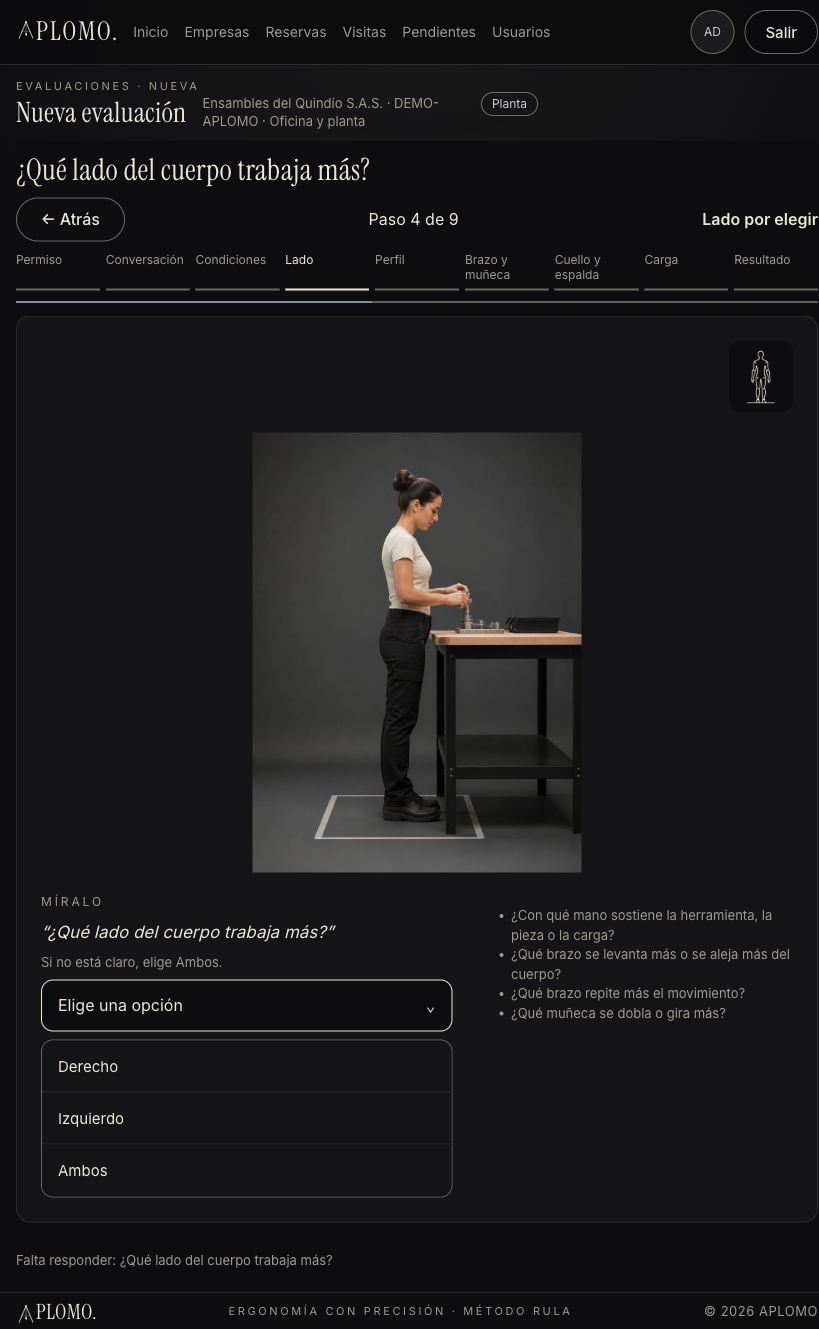 APLOMO.
Inicio Empresas Reservas Visitas Pendientes Usuarios
AD
Salir
EVALUACIONES · NUEVA
Nueva evaluación
Ensambles del Quindío S.A.S. · DEMO-
APLOMO · Oficina y planta
Planta
¿Qué lado del cuerpo trabaja más?
← Atrás
Paso 4 de 9
Lado por elegir
Permiso
Conversación
Condiciones
Lado
Perfil
Brazo y
muñeca
Cuello y
espalda
Carga
Resultado
MÍRALO
“¿Qué lado del cuerpo trabaja más?”
Si no está claro, elige Ambos.
Elige una opción
Derecho
Izquierdo
Ambos
• ¿Con qué mano sostiene la herramienta, la
pieza o la carga?
• ¿Qué brazo se levanta más o se aleja más del
cuerpo?
• ¿Qué brazo repite más el movimiento?
• ¿Qué muñeca se dobla o gira más?
Falta responder: ¿Qué lado del cuerpo trabaja más?
APLOMO.
ERGONOMÍA CON PRECISIÓN · MÉTODO RULA
© 2026 APLOMO